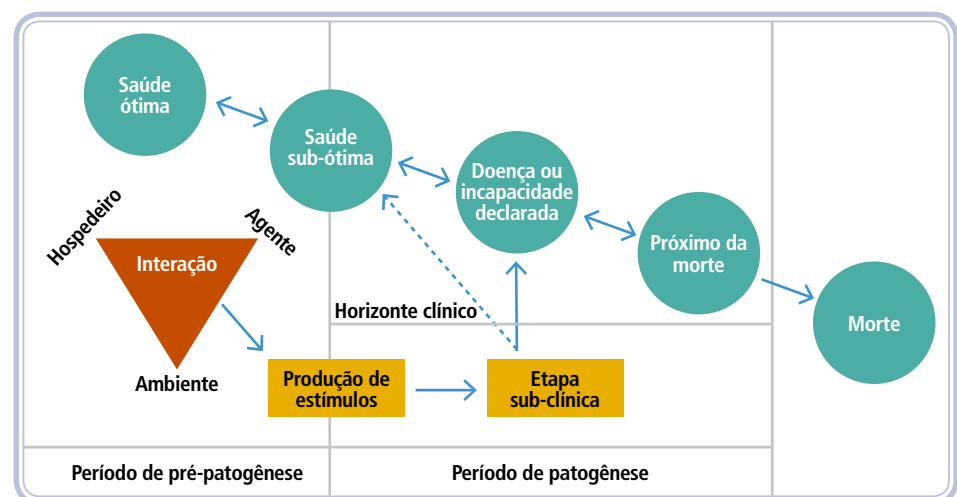 Saúde
ótima
Saúde
sub-ótima
Doença ou
incapacidade
declarada
Próximo da
morte
Morte
Hospedeiro
Agente
Interação
Ambiente
Horizonte clínico
Produção de
estímulos
Etapa
sub-clínica
Período de pré-patogênese
Período de patogênese